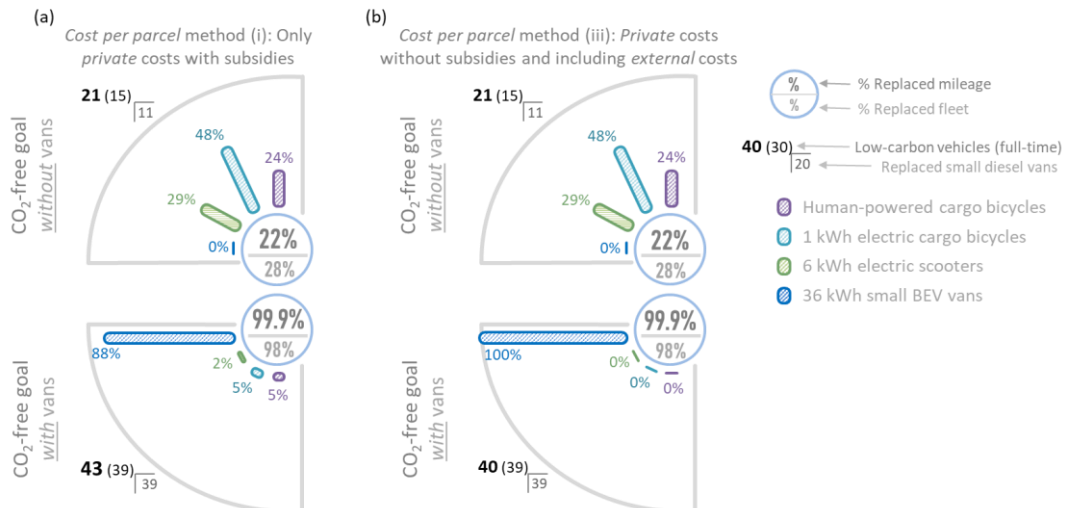 (a)
Cost per parcel method (i): Only
private costs with subsidies
21 (15)
11
48%
24%
29%
0%
22%
28%
CO2-free goal
without vans
99.9%
98%
88%
2%
5%
5%
CO2-free goal
with vans
43 (39)
39
(b)
Cost per parcel method (iii): Private costs
without subsidies and including external costs
21 (15)
11
48%
24%
29%
0%
22%
28%
CO2-free goal
without vans
99.9%
98%
100%
0%
0%
0%
CO2-free goal
with vans
40 (39)
39
%
% Replaced mileage
%
% Replaced fleet
40 (30)
Low-carbon vehicles (full-time)
20
Replaced small diesel vans
Human-powered cargo bicycles
1 kWh electric cargo bicycles
6 kWh electric scooters
36 kWh small BEV vans